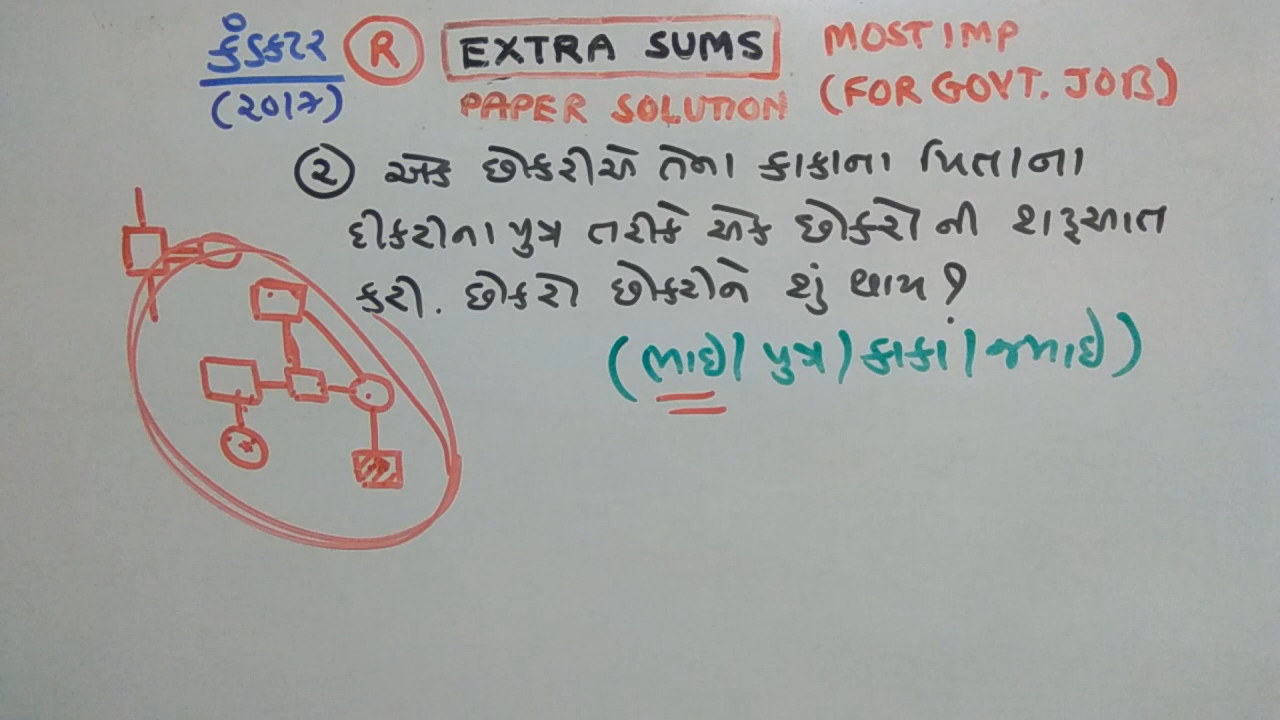 કંડકટર R EXTRA SUMS MOST IMP
(૨૦૧૭) PAPER SOLUTION (FOR GOVT. JOB)
૨ એક છોકરીએ તેના કાકાના પિતાના
દીકરીના પુત્ર તરીકે એક છોકરો ની શરૂઆત
કરી. છોકરો છોકરીને શું થાય?
(ભાઈ/ પુત્ર / કાકા / જમાઈ)